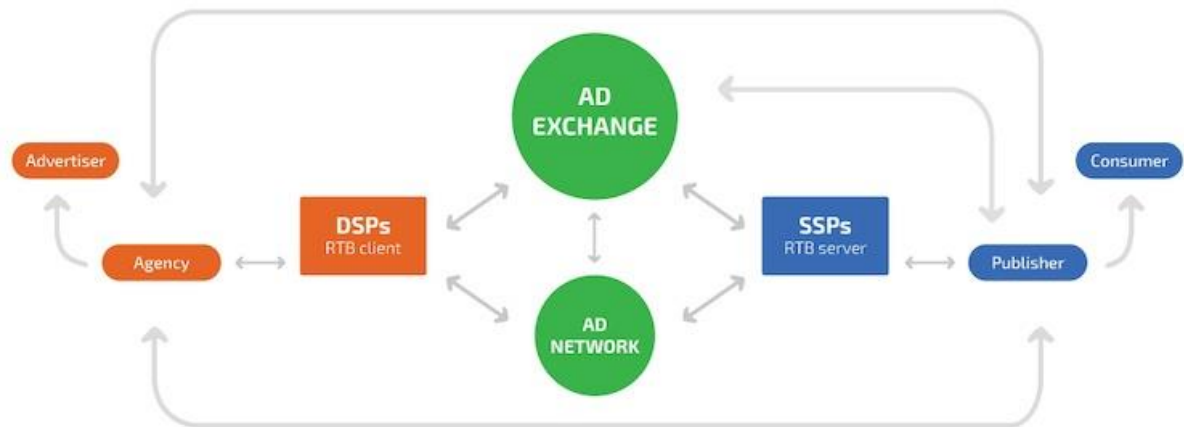 AD
EXCHANGE
Advertiser
Consumer
DSPs
RTB client
SSPs
RTB server
Agency
Publisher
AD
NETWORK